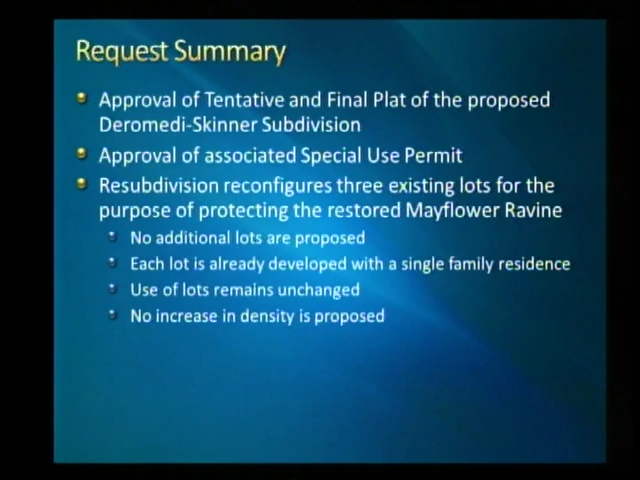 Request Summary
Approval of Tentative and Final Plat of the proposed
Deromedi-Skinner Subdivision
Approval of associated Special Use Permit
Resubdivision reconfigures three existing lots for the
purpose of protecting the restored Mayflower Ravine
No additional lots are proposed
Each lot is already developed with a single family residence
Use of lots remains unchanged
No increase in density is proposed